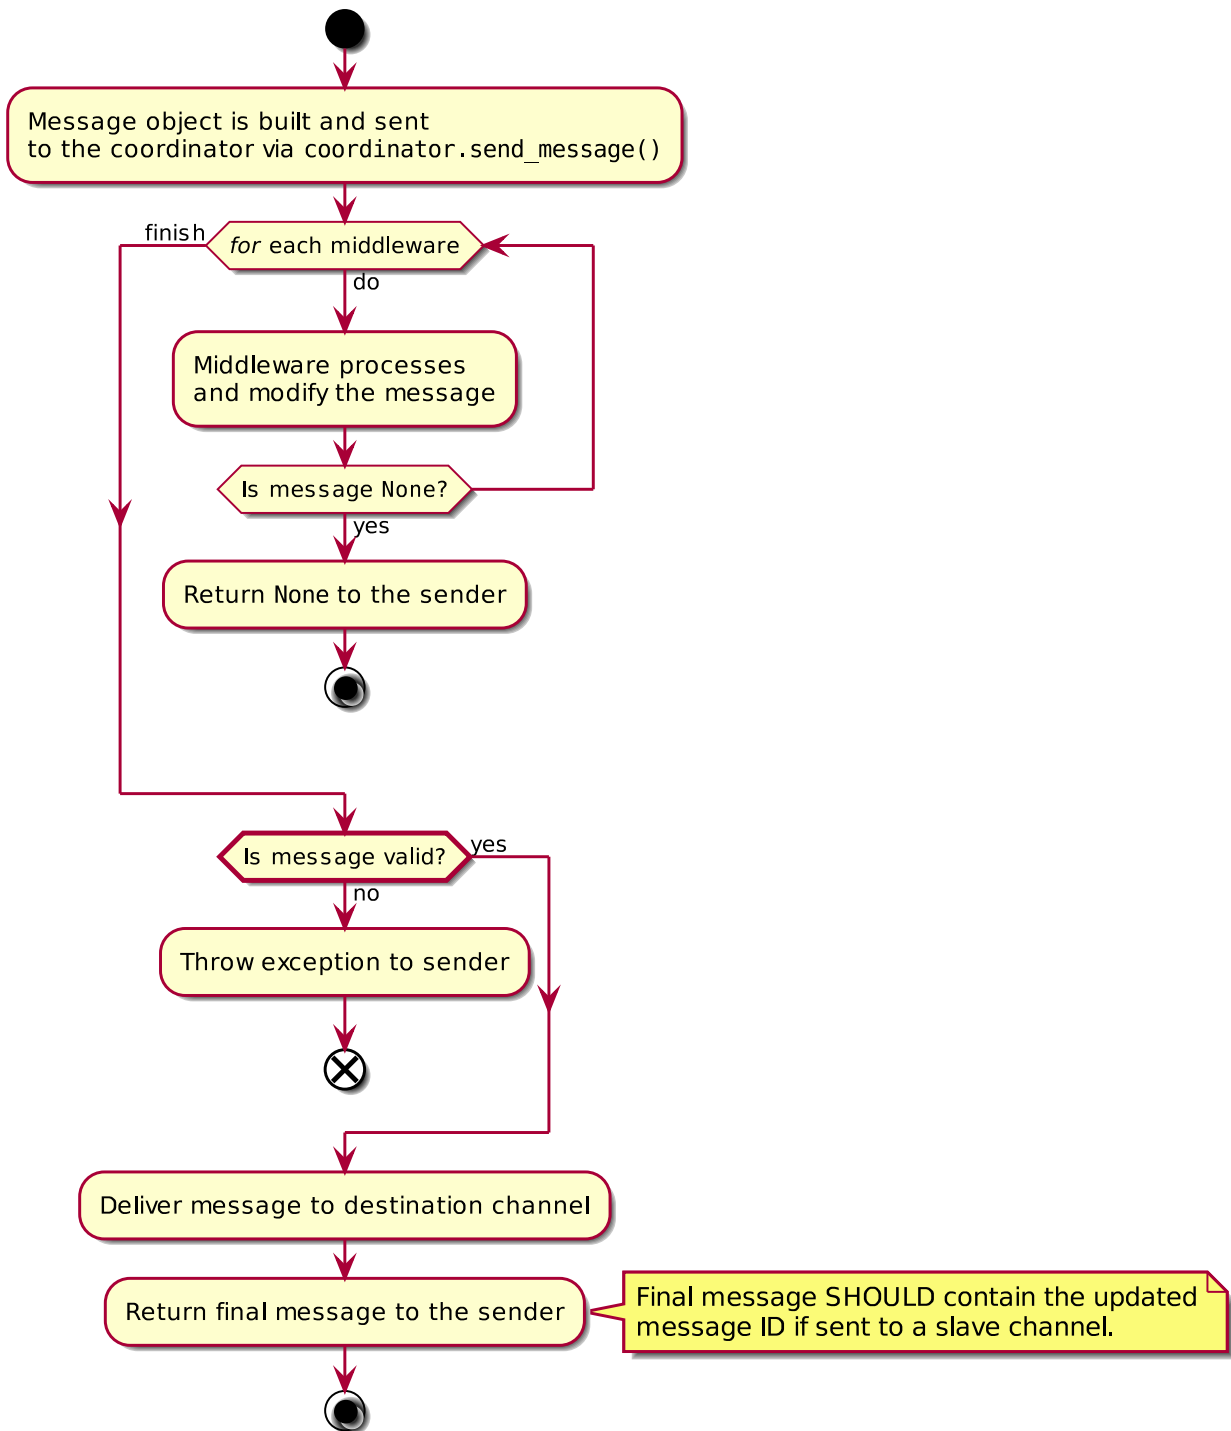 Message object is built and sent
to the coordinator via coordinator.send_message()
finish
for each middleware
do
Middleware processes
and modify the message
Is message None?
yes
Return None to the sender
Is message valid?
yes
no
Throw exception to sender
Deliver message to destination channel
Return final message to the sender
Final message SHOULD contain the updated
message ID if sent to a slave channel.